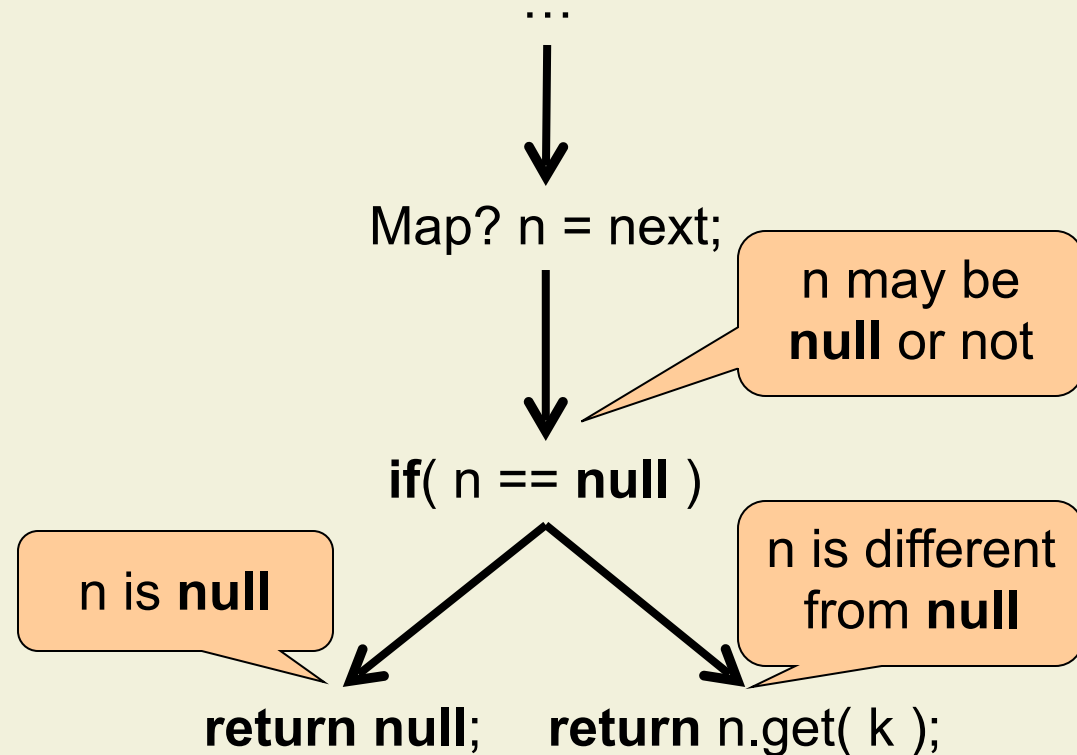 ...
Map? n = next;
n may be
null or not
if( n == null )
n is null
n is different
from null
return null;
return n.get( k );